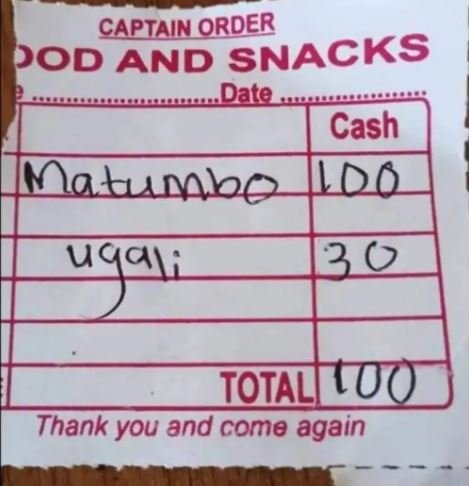 CAPTAIN ORDER
OOD AND SNACKS
e ........................Date ....................
Cash
Matumbo 100
ugali 30
TOTAL 100
Thank you and come again